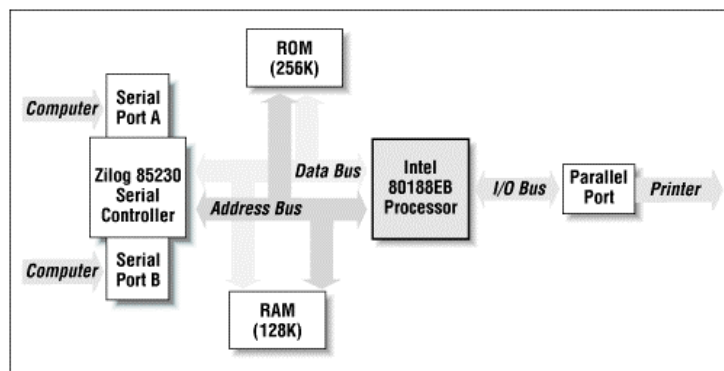 ROM
(256K)
Computer
Serial
Port A
Zilog 85230
Serial
Controller
Data Bus
Address Bus
Intel
80188EB
Processor
I/O Bus
Parallel
Port
Printer
Computer
Serial
Port B
RAM
(128K)